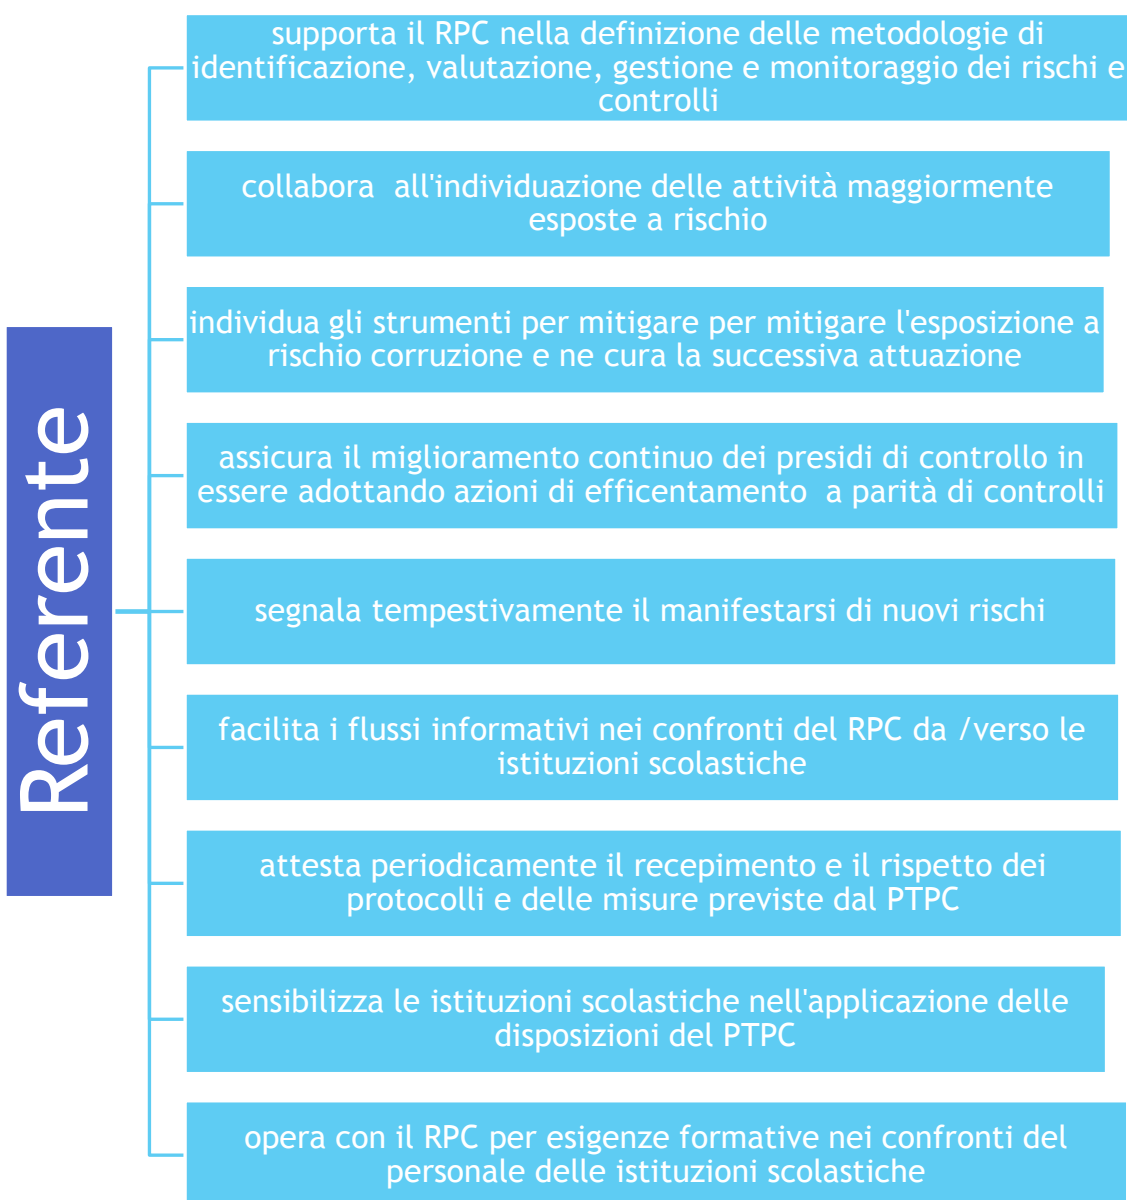 Referente
supporta il RPC nella definizione delle metodologie di
identificazione, valutazione, gestione e monitoraggio dei rischi e
controlli
collabora  all'individuazione delle attività maggiormente
esposte a rischio
individua gli strumenti per mitigare per mitigare l'esposizione a
rischio corruzione e ne cura la successiva attuazione
assicura il miglioramento continuo dei presidi di controllo in
essere adottando azioni di efficentamento  a parità di controlli
segnala tempestivamente il manifestarsi di nuovi rischi
facilita i flussi informativi nei confronti del RPC da /verso le
istituzioni scolastiche
attesta periodicamente il recepimento e il rispetto dei
protocolli e delle misure previste dal PTPC
sensibilizza le istituzioni scolastiche nell'applicazione delle
disposizioni del PTPC
opera con il RPC per esigenze formative nei confronti del
personale delle istituzioni scolastiche